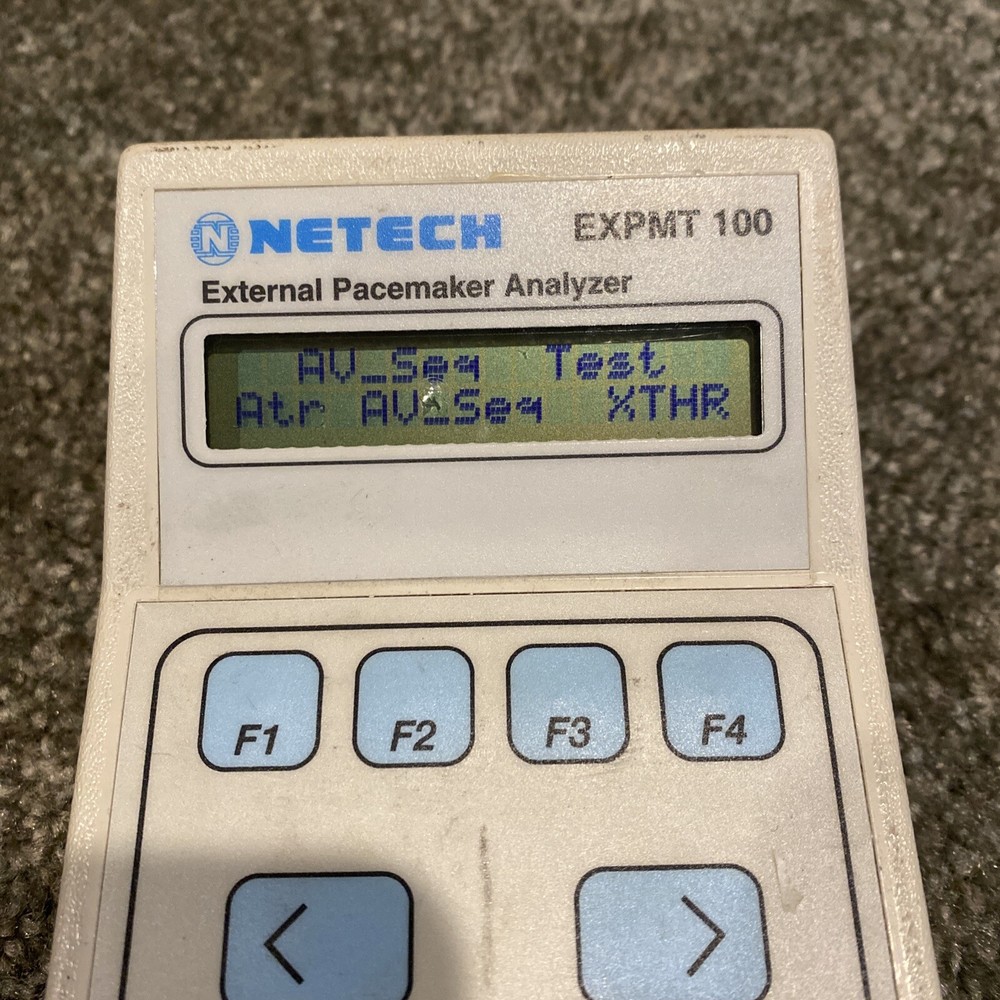 NETECH EXPMT 100
External Pacemaker Analyzer
AV_Seq Test
Atr AV_Seq XTHR
F1 F2 F3 F4
< >